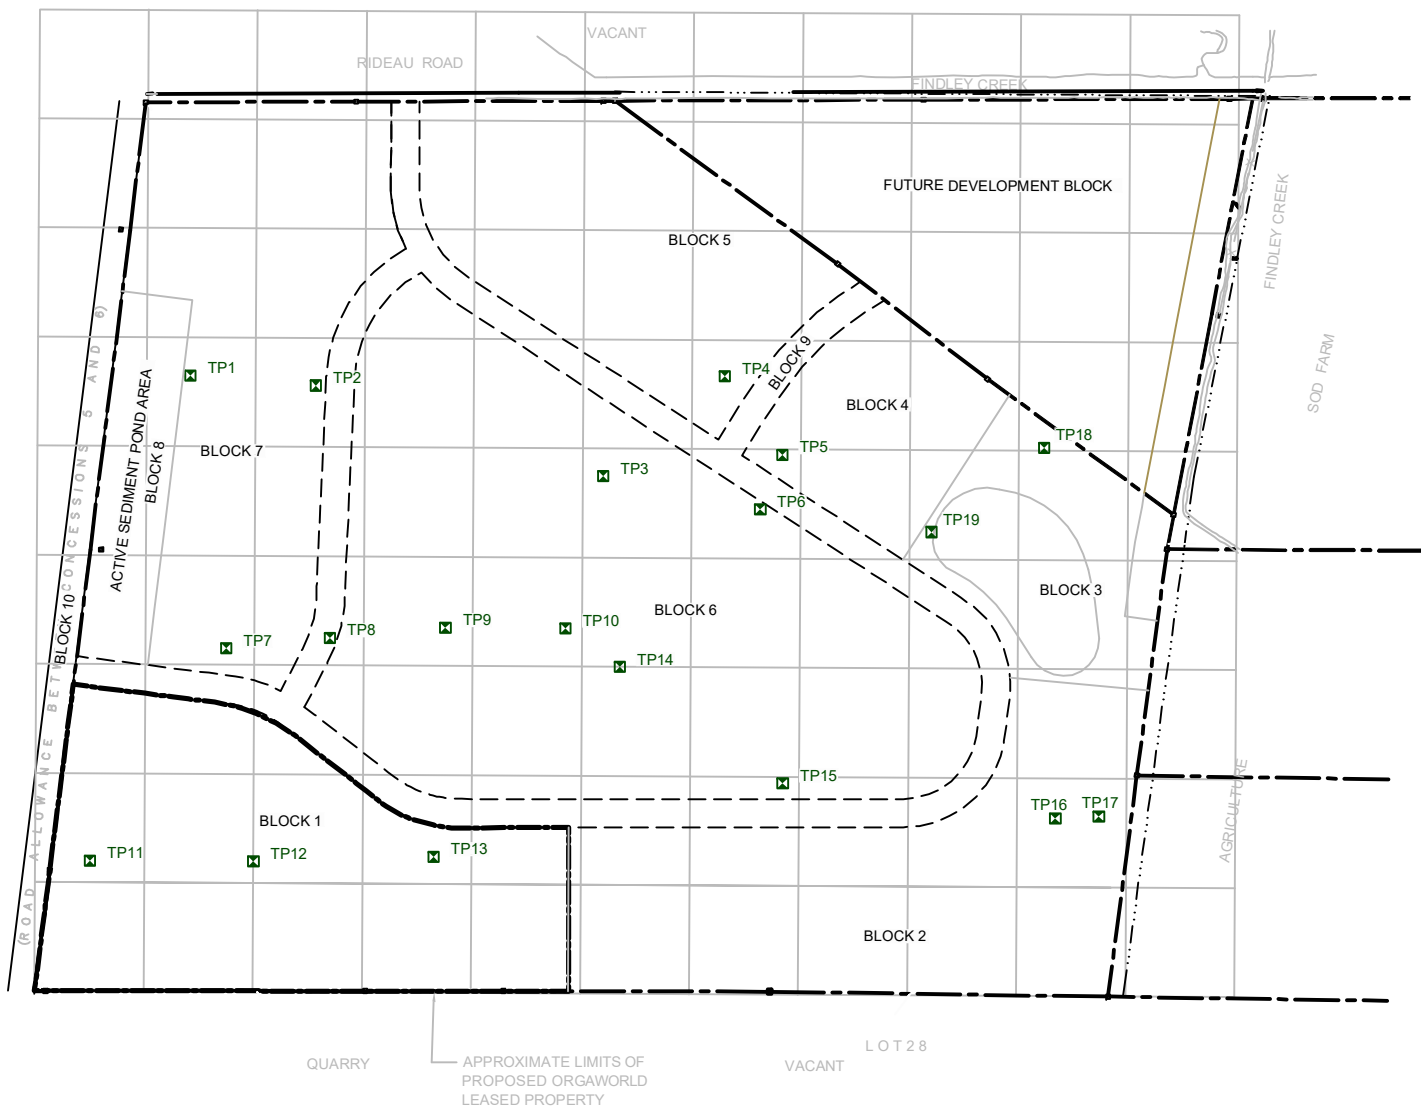 VACANT
RIDEAU ROAD
FINDLEY CREEK
FUTURE DEVELOPMENT BLOCK
BLOCK 5
FINDLEY CREEK
(ROAD ALLOWANCE BETW CONCESSIONS 5 AND 6)
SOD FARM
TP1
TP2
TP4
BLOCK 9
BLOCK 4
ACTIVE SEDIMENT POND AREA
BLOCK 8
BLOCK 7
TP5
TP18
TP3
TP6
TP19
BLOCK 3
BLOCK 10
BLOCK 6
TP7
TP8
TP9
TP10
TP14
TP15
AGRICULTURE
TP16
TP17
BLOCK 1
TP11
TP12
TP13
BLOCK 2
LOT 28
QUARRY
APPROXIMATE LIMITS OF
PROPOSED ORGAWORLD
LEASED PROPERTY
VACANT